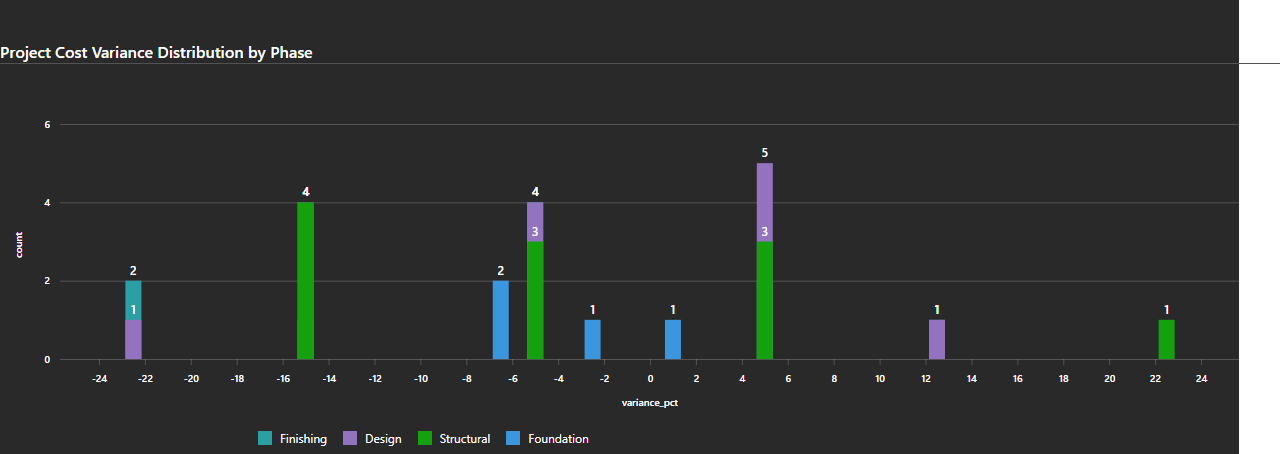 Project Cost Variance Distribution by Phase
6
5
4 4 4
3 3
count
2 2 2
1 1 1 1 1
0
-24 -22 -20 -18 -16 -14 -12 -10 -8 -6 -4 -2 0 2 4 6 8 10 12 14 16 18 20 22 24
variance_pct
Finishing Design Structural Foundation